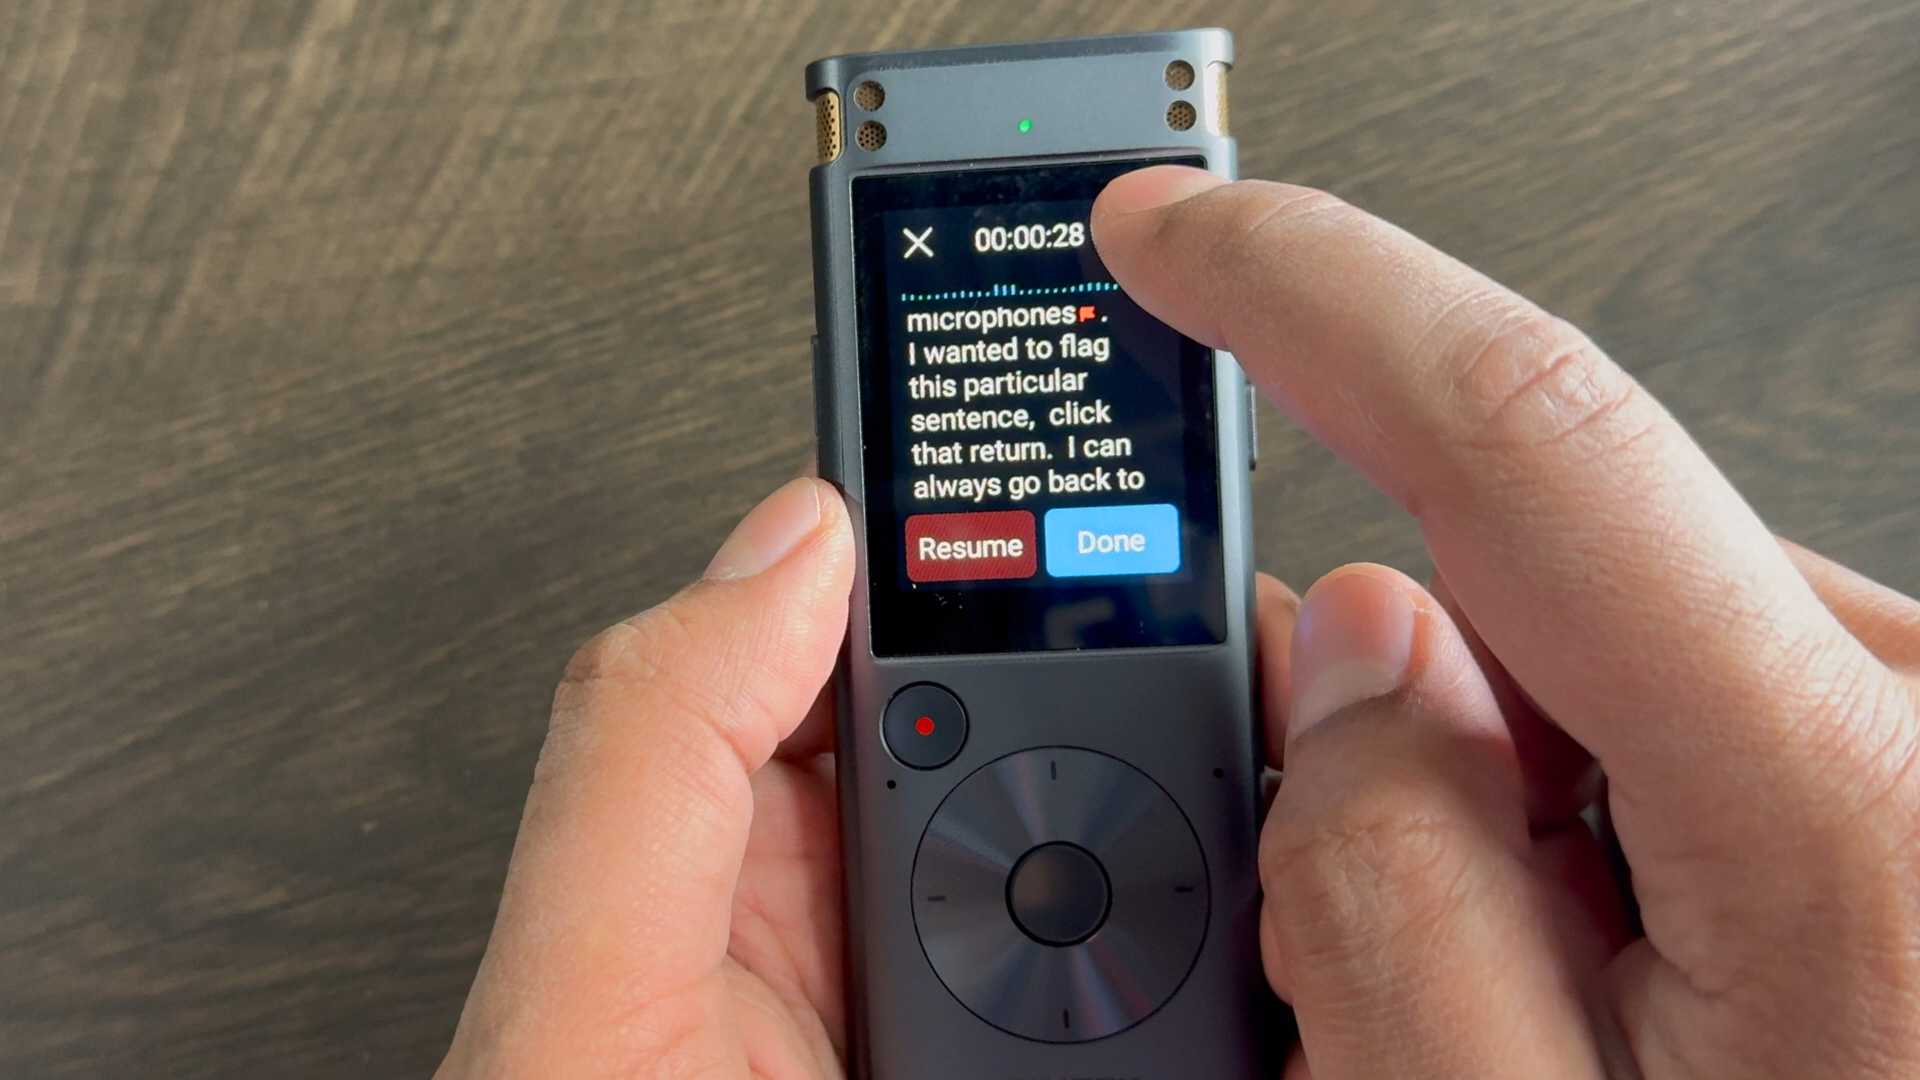 00:00:28
microphones.
I wanted to flag
this particular
sentence, click
that return. I can
always go back to
Resume
Done